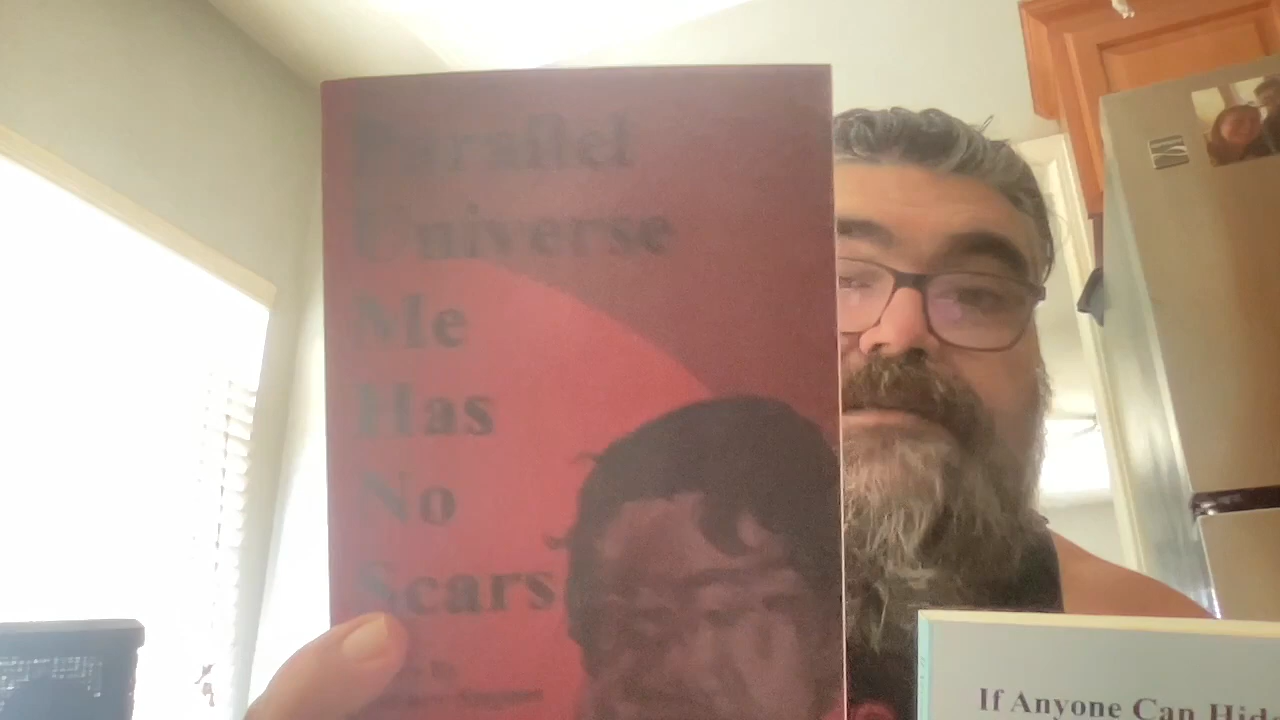 Parallel
Universe
Me
Has
No
Scars
If Anyone Can Hid